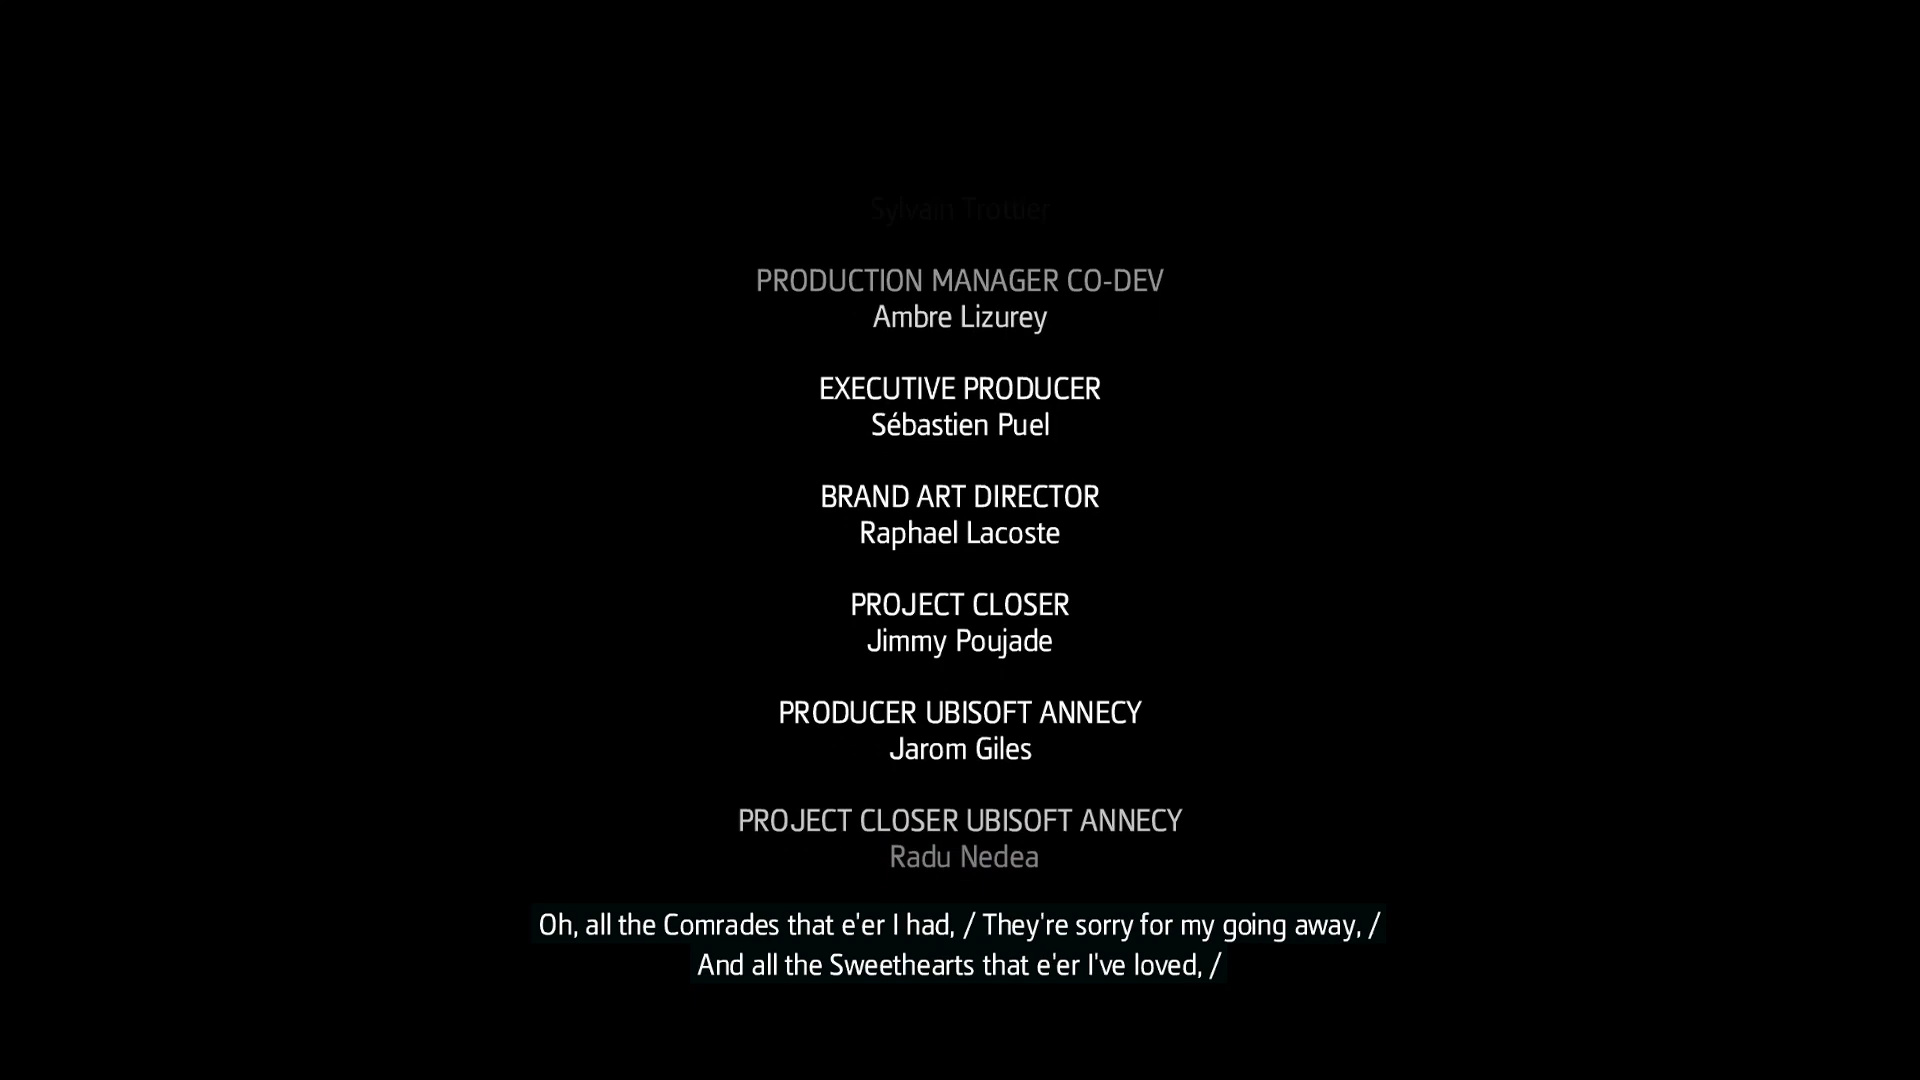 Sylvain Trottier
PRODUCTION MANAGER CO-DEV
Ambre Lizurey
EXECUTIVE PRODUCER
Sébastien Puel
BRAND ART DIRECTOR
Raphael Lacoste
PROJECT CLOSER
Jimmy Poujade
PRODUCER UBISOFT ANNECY
Jarom Giles
PROJECT CLOSER UBISOFT ANNECY
Radu Nedea
Oh, all the Comrades that e'er I had, / They're sorry for my going away, /
And all the Sweethearts that e'er I've loved, /